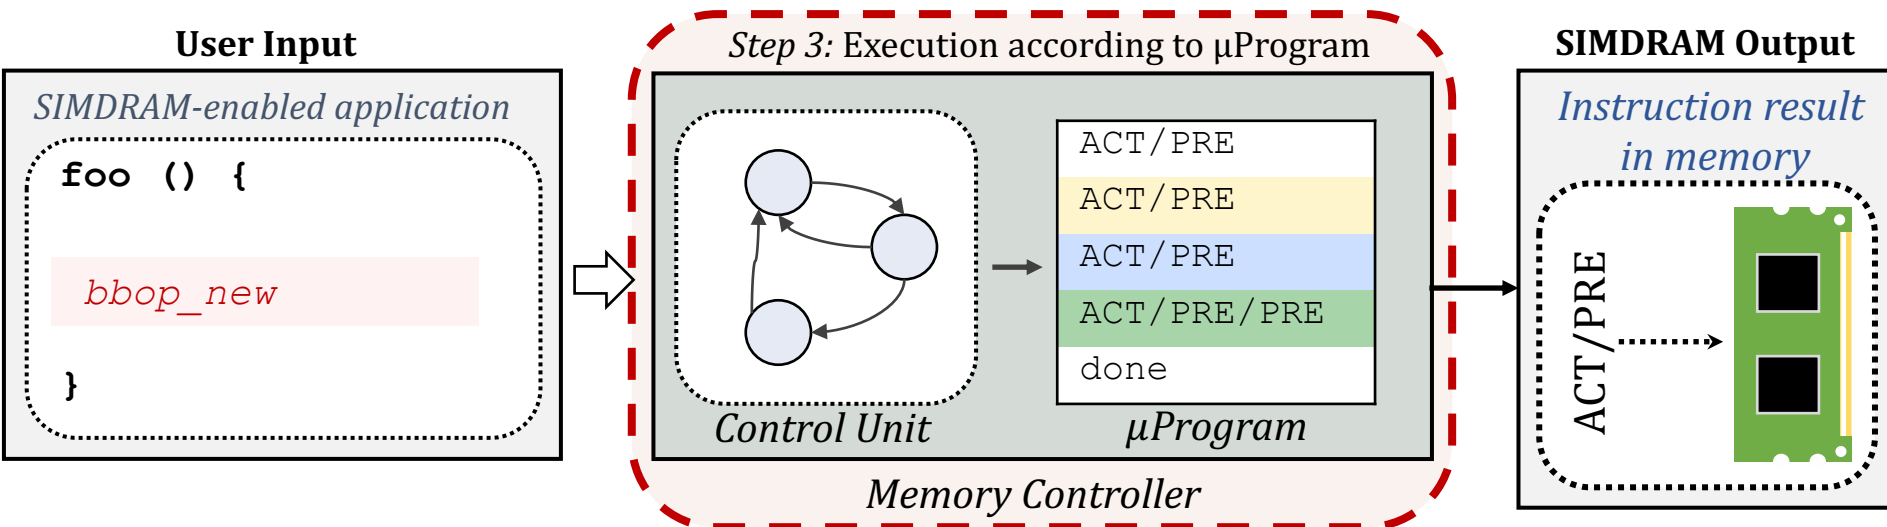 User Input
SIMDRAM-enabled application
foo () {
bbop_new
}
Step 3: Execution according to µProgram
Control Unit
ACT/PRE
ACT/PRE
ACT/PRE
ACT/PRE/PRE
done
µProgram
Memory Controller
SIMDRAM Output
Instruction result
in memory
ACT/PRE